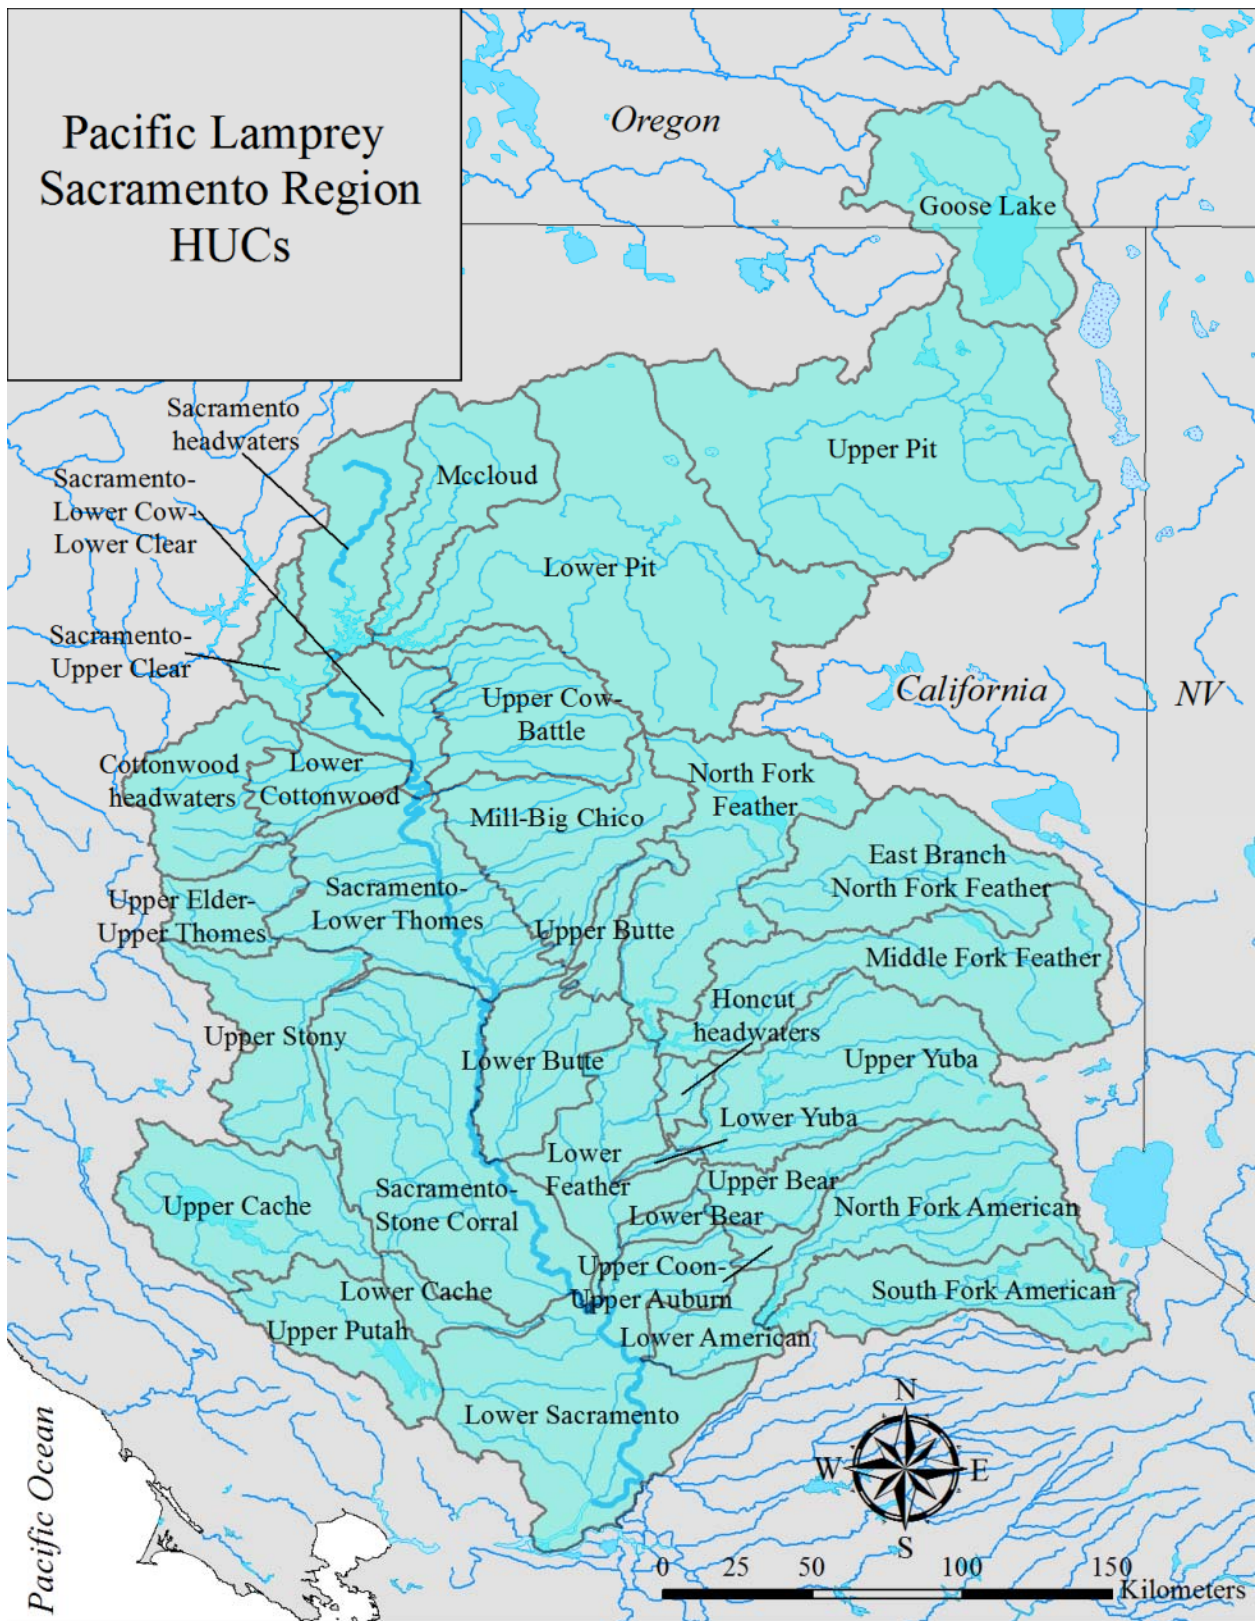 Pacific Lamprey
Sacramento Region
HUCs
Oregon
Goose Lake
Sacramento
headwaters
Mccloud
Upper Pit
Sacramento-
Lower Cow-
Lower Clear
Lower Pit
Sacramento-
Upper Clear
California
NV
Upper Cow-
Battle
Cottonwood
headwaters
Lower
Cottonwood
North Fork
Feather
Mill-Big Chico
East Branch
North Fork Feather
Upper Elder-
Upper Thomes
Sacramento-
Lower Thomes
Upper Butte
Middle Fork Feather
Honcut
headwaters
Upper Stony
Lower Butte
Upper Yuba
Lower Yuba
Lower
Feather
Upper Bear
Upper Cache
Sacramento-
Stone Corral
Lower Bear
North Fork American
Upper Coon-
Upper Auburn
Lower Cache
South Fork American
Upper Putah
Lower American
Lower Sacramento
N
W
E
S
Pacific Ocean
0 25 50 100 150
Kilometers